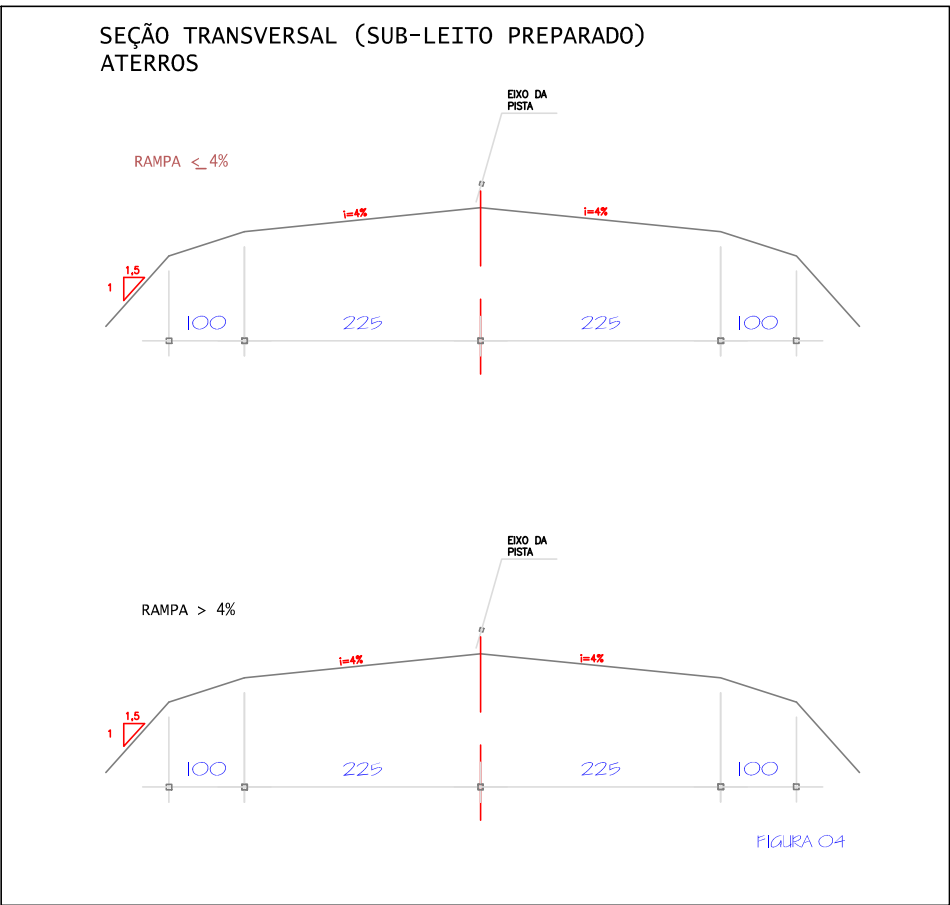 SEÇÃO TRANSVERSAL (SUB-LEITO PREPARADO)
ATERROS
EIXO DA
PISTA
RAMPA <_ 4%
i=4%
i=4%
1,5
1
100
225
225
100
EIXO DA
PISTA
RAMPA > 4%
i=4%
i=4%
1,5
1
100
225
225
100
FIGURA 04